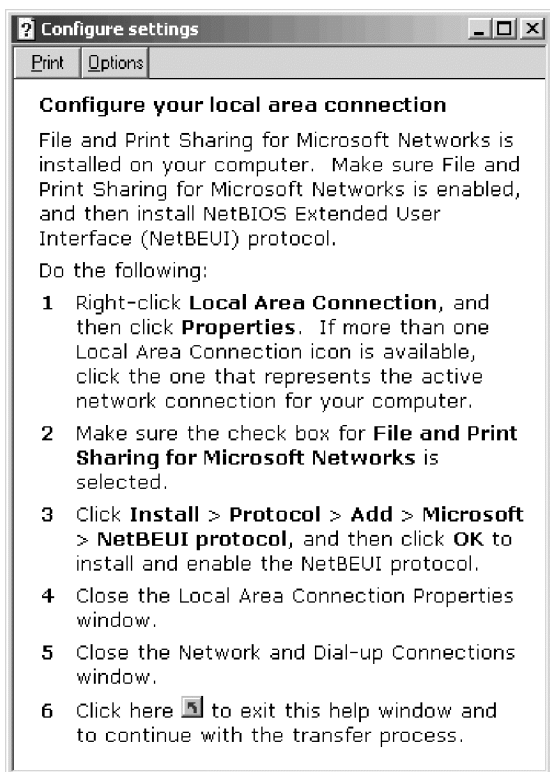 Configure settings
Print Options
Configure your local area connection
File and Print Sharing for Microsoft Networks is
installed on your computer. Make sure File and
Print Sharing for Microsoft Networks is enabled,
and then install NetBIOS Extended User
Interface (NetBEUI) protocol.
Do the following:
1 Right-click Local Area Connection, and
then click Properties. If more than one
Local Area Connection icon is available,
click the one that represents the active
network connection for your computer.
2 Make sure the check box for File and Print
Sharing for Microsoft Networks is
selected.
3 Click Install > Protocol > Add > Microsoft
> NetBEUI protocol, and then click OK to
install and enable the NetBEUI protocol.
4 Close the Local Area Connection Properties
window.
5 Close the Network and Dial-up Connections
window.
6 Click here to exit this help window and
to continue with the transfer process.